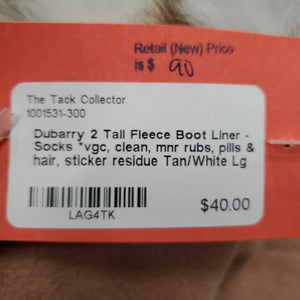 Retail (New) Price
is $ 90
The Tack Collector
1001531-300
Dubarry 2 Tall Fleece Boot Liner -
Socks *vgc, clean, mnr rubs, pills &
hair, sticker residue Tan/White Lg
LAG4TK
$40.00